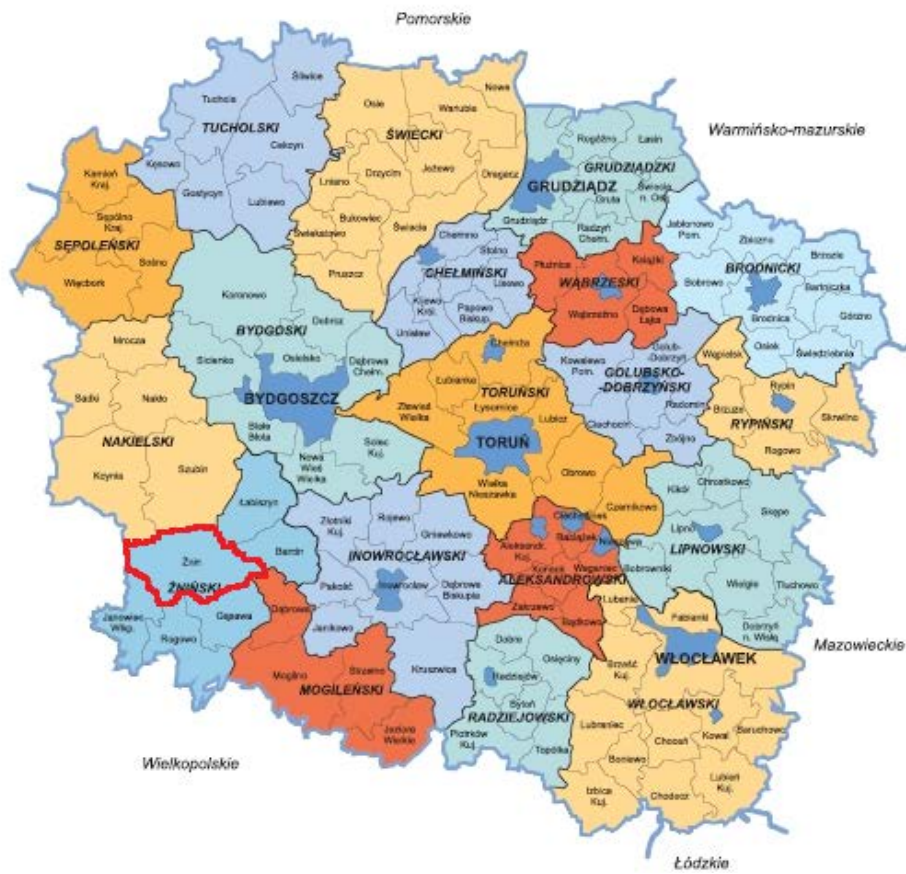 Pomorskie
Śliwice
Tuchola
TUCHOLSKI
Cekcyn
Kęsowo
Gostycyn
Lubiewo
Nowe
Osie
Warlubie
ŚWIECKI
Lniano
Drzycim
Jeżewo
Dragacz
Bukowiec
Świekatowo
Świecie
Pruszcz
Warmińsko-mazurskie
Rogóźno
Łasin
GRUDZIĄDZKI
GRUDZIĄDZ
Gruta
Świecie
n. Osą
Grudziądz
Radzyń
Chełm.
Kamień
Kraj.
Sępólno
Kraj.
SĘPOLEŃSKI
Sośno
Więcbork
Chełmno
Stolno
CHEŁMIŃSKI
Lisewo
Kijewo
Król.
Papowo
Biskup.
Unisław
Płużnica
Książki
WĄBRZESKI
Wąbrzeźno
Dębowa
Łąka
Jabłonowo
Pom.
Zbiczno
Brzozie
BRODNICKI
Bobrowo
Bartniczka
Brodnica
Górzno
Osiek
Świedziebnia
Koronowo
Dobrcz
BYDGOSKI
Sicienko
Osielsko
Dąbrowa
Chełm.
BYDGOSZCZ
Białe
Błota
Nowa
Wieś
Wielka
Solec
Kuj.
Mrocza
Sadki
Nakło
NAKIELSKI
Kcynia
Szubin
Chełmża
Łubianka
TORUŃSKI
Zławieś
Wielka
Łysomice
Lubicz
TORUŃ
Wielka
Nieszawka
Obrowo
Czernikowo
Kowalewo
Pom.
Golub-
Dobrzyń
GOLUBSKO-
-DOBRZYŃSKI
Radomin
Ciechocin
Zbójno
Wąpielsk
Rypin
Brzuze
Skrwilno
RYPIŃSKI
Rogowo
Łabiszyn
Żnin
Barcin
ŻNIŃSKI
Janowiec
Wlkp.
Rogowo
Gąsawa
Złotniki
Kuj.
Rojewo
Gniewkowo
INOWROCŁAWSKI
Pakość
Inowrocław
Dąbrowa
Biskupia
Janikowo
Kruszwica
Aleksandr.
Kuj.
Raciążek
Koneck
Waganiec
ALEKSANDROWSKI
Zakrzewo
Bądkowo
Kikół
Chrostkowo
Skępe
Lipno
LIPNOWSKI
Bobrowniki
Wielgie
Tłuchowo
Dobrzyń
n. Wisłą
Dąbrowa
Mogilno
Strzelno
MOGILEŃSKI
Jeziora
Wielkie
Dobre
Osięciny
Radziejów
Bytoń
RADZIEJOWSKI
Piotrków
Kuj.
Topólka
Lubanie
Fabianki
WŁOCŁAWEK
Brześć
Kuj.
WŁOCŁAWSKI
Lubraniec
Choceń
Kowal
Baruchowo
Boniewo
Izbica
Kuj.
Chodecz
Lubień
Kuj.
Mazowieckie
Wielkopolskie
Łódzkie